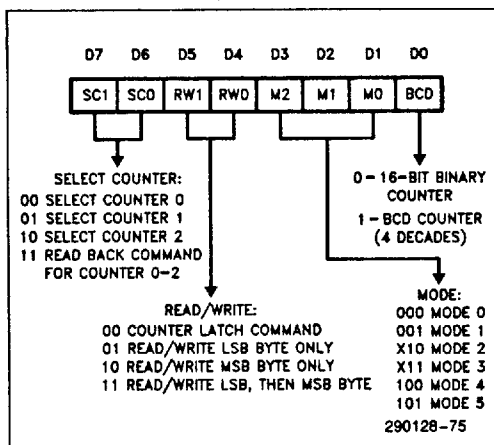 D7 D6 D5 D4 D3 D2 D1 D0
SC1 SC0 RW1 RW0 M2 M1 M0 BCD
SELECT COUNTER:
00 SELECT COUNTER 0
01 SELECT COUNTER 1
10 SELECT COUNTER 2
11 READ BACK COMMAND
FOR COUNTER 0-2
0-16-BIT BINARY
COUNTER
1-BCD COUNTER
(4 DECADES)
READ/WRITE:
00 COUNTER LATCH COMMAND
01 READ/WRITE LSB BYTE ONLY
10 READ/WRITE MSB BYTE ONLY
11 READ/WRITE LSB, THEN MSB BYTE
MODE:
000 MODE 0
001 MODE 1
X10 MODE 2
X11 MODE 3
100 MODE 4
101 MODE 5
290128-75